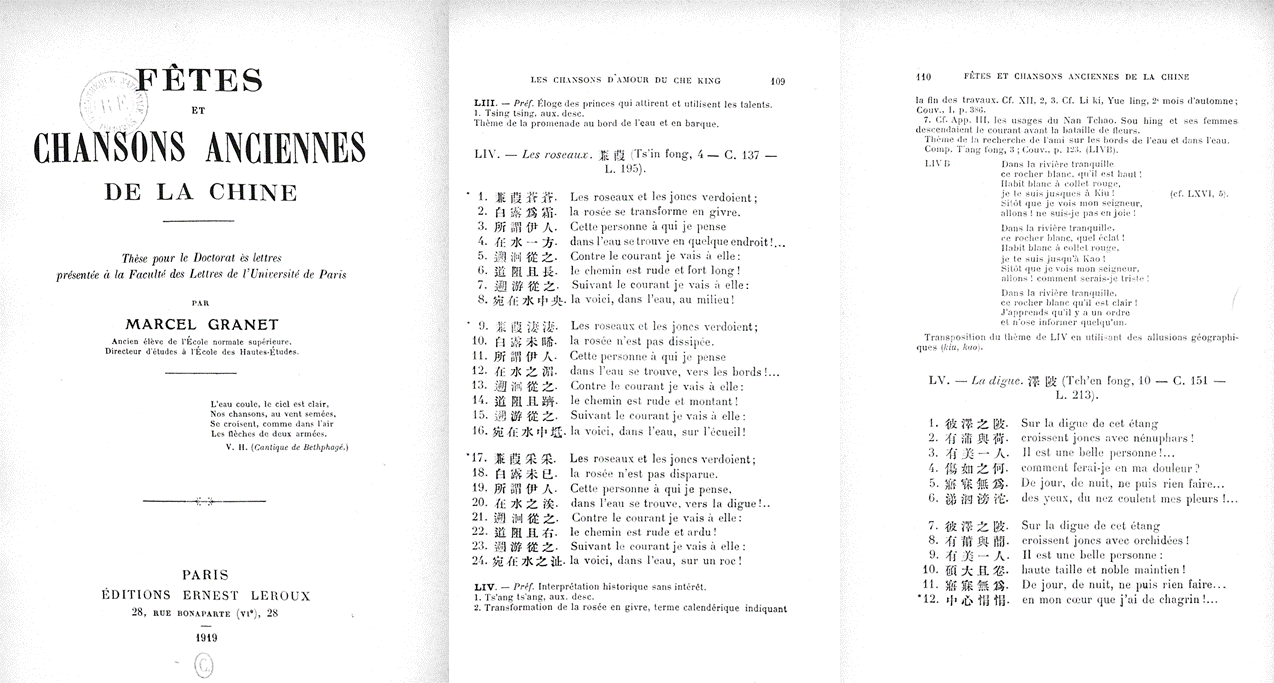 FÊTES
ET
CHANSONS ANCIENNES
DE LA CHINE
Thèse pour le Doctorat ès lettres
présentée à la Faculté des Lettres de l'Université de Paris
PAR
MARCEL GRANET
Ancien élève de l'École normale supérieure,
Directeur d'études à l'École des Hautes-Études.
L'eau coule, le ciel est clair,
Nos chansons, au vent semées,
Se croisent, comme dans l'air
Les flèches de deux armées.
V. H. (Cantique de Bethphagé.)
PARIS
ÉDITIONS ERNEST LEROUX
28, RUE BONAPARTE (VIe), 28
1919
LES CHANSONS D'AMOUR DU CHE KING 109
LIII. — Préf. Éloge des princes qui attirent et utilisent les talents.
1. Tsing tsing, aux. desc.
Thème de la promenade au bord de l'eau et en barque.
LIV. — Les roseaux. 蒹葭 (Ts'in fong, 4 — C. 137 —
L. 195).
* 1. 蒹葭蒼蒼. Les roseaux et les joncs verdoient;
2. 白露爲霜. la rosée se transforme en givre.
3. 所謂伊人. Cette personne à qui je pense
4. 在水一方. dans l'eau se trouve en quelque endroit!...
5. 遡洄從之. Contre le courant je vais à elle:
6. 道阻且長. le chemin est rude et fort long!
7. 遡游從之. Suivant le courant je vais à elle:
8. 宛在水中央. la voici, dans l'eau, au milieu!
* 9. 蒹葭淒淒. Les roseaux et les joncs verdoient;
10. 白露未晞. la rosée n'est pas dissipée.
11. 所謂伊人. Cette personne à qui je pense
12. 在水之湄. dans l'eau se trouve, vers les bords!...
13. 遡洄從之. Contre le courant je vais à elle:
14. 道阻且躋. le chemin est rude et montant!
15. 遡游從之. Suivant le courant je vais à elle:
16. 宛在水中坻. la voici, dans l'eau, sur l'écueil!
*17. 蒹葭采采. Les roseaux et les joncs verdoient;
18. 白露未已. la rosée n'est pas disparue.
19. 所謂伊人. Cette personne à qui je pense,
20. 在水之涘. dans l'eau se trouve, vers la digue!..
21. 遡洄從之. Contre le courant je vais à elle:
22. 道阻且右. le chemin est rude et ardu!
23. 遡游從之. Suivant le courant je vais à elle:
24. 宛在水之沚. la voici, dans l'eau, sur un roc!
LIV. — Préf. Interprétation historique sans intérêt.
1. Ts'ang ts'ang, aux. desc.
2. Transformation de la rosée en givre, terme calendérique indiquant
110 FÊTES ET CHANSONS ANCIENNES DE LA CHINE
la fin des travaux. Cf. XII, 2, 3. Cf. Li ki, Yue ling, 2e mois d'automne;
Couv., I, p. 386.
7. Cf. App. III, les usages du Nan Tchao. Sou hing et ses femmes
descendaient le courant avant la bataille de fleurs.
Thème de la recherche de l'ami sur les bords de l'eau et dans l'eau.
Comp. T'ang fong, 3; Couv., p. 123. (LIVB).
LIV B Dans la rivière tranquille
ce rocher blanc, qu'il est haut!
Habit blanc à collet rouge,
je te suis jusques à Kiu! (cf. LXVI, 5).
Sitôt que je vois mon seigneur,
allons! ne suis-je pas en joie!
Dans la rivière tranquille,
ce rocher blanc, quel éclat!
Habit blanc à collet rouge,
je te suis jusqu'à Kao!
Sitôt que je vois mon seigneur,
allons! comment serais-je triste!
Dans la rivière tranquille,
ce rocher blanc qu'il est clair!
J'apprends qu'il y a un ordre
et n'ose informer quelqu'un.
Transposition du thème de LIV en utilisant des allusions géographi-
ques (kiu, kao).
LV. — La digue. 澤陂 (Tch'en fong, 10 — C. 151 —
L. 213).
1. 彼澤之陂. Sur la digue de cet étang
2. 有蒲與荷. croissent joncs avec nénuphars!
3. 有美一人. Il est une belle personne!...
4. 傷如之何. comment ferai-je en ma douleur?
5. 寤寐無爲. De jour, de nuit, ne puis rien faire...
6. 涕泗滂沱. des yeux, du nez coulent mes pleurs!...
7. 彼澤之陂. Sur la digue de cet étang
8. 有蕑與蕳. croissent joncs avec orchidées!
9. 有美一人. Il est une belle personne:
10. 碩大且卷. haute taille et noble maintien!
11. 寤寐無爲. De jour, de nuit, ne puis rien faire...
*12. 中心悁悁. en mon cœur que j'ai de chagrin!...